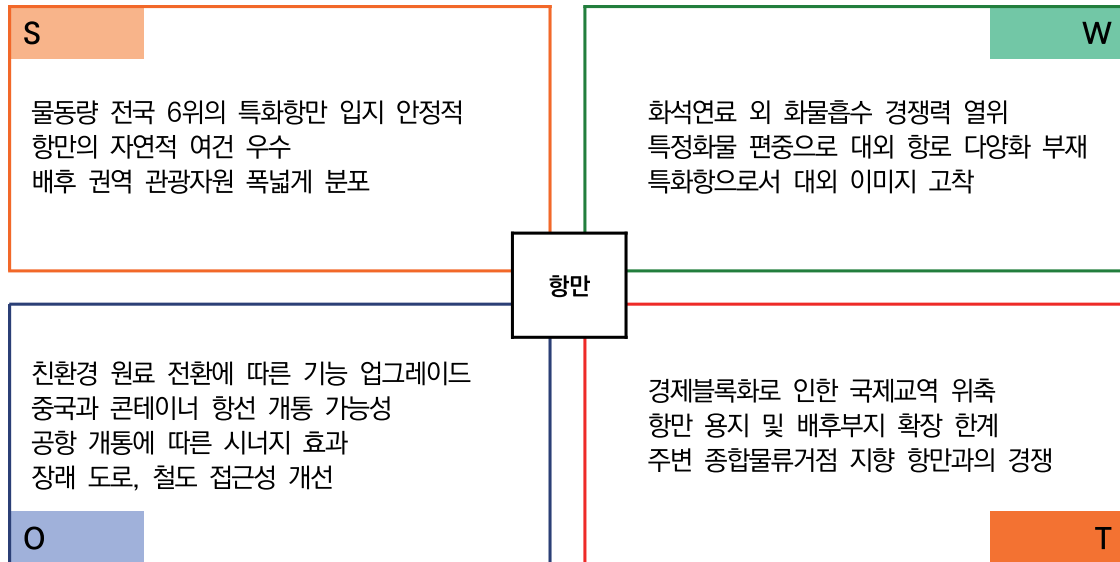 S
물동량 전국 6위의 특화항만 입지 안정적
항만의 자연적 여건 우수
배후 권역 관광자원 폭넓게 분포
W
화석연료 외 화물흡수 경쟁력 열위
특정화물 편중으로 대외 항로 다양화 부재
특화항으로서 대외 이미지 고착
항만
친환경 원료 전환에 따른 기능 업그레이드
중국과 콘테이너 항선 개통 가능성
공항 개통에 따른 시너지 효과
장래 도로, 철도 접근성 개선
O
경제블록화로 인한 국제교역 위축
항만 용지 및 배후부지 확장 한계
주변 종합물류거점 지향 항만과의 경쟁
T